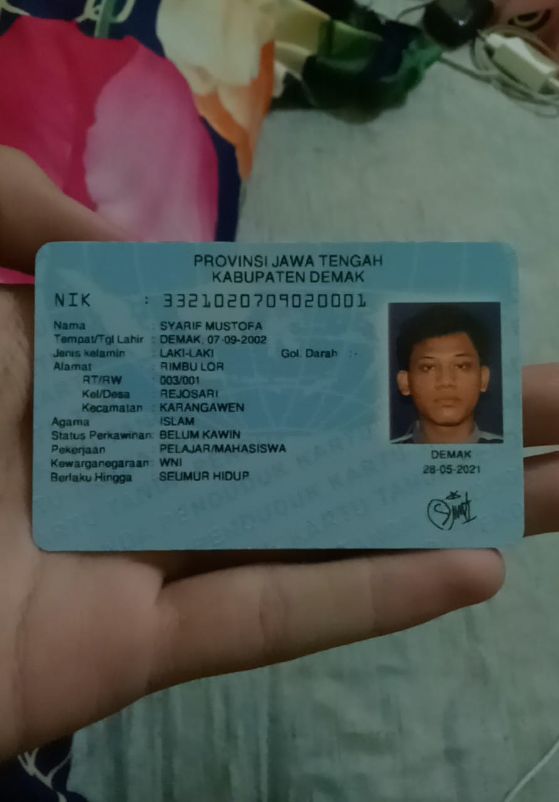 PROVINSI JAWA TENGAH
KABUPATEN DEMAK
NIK : 3321020709020001
Nama : SYARIF MUSTOFA
Tempat/Tgl Lahir : DEMAK, 07-09-2002
Jenis kelamin : LAKI-LAKI Gol. Darah :-
Alamat : RIMBU LOR
RT/RW : 003/001
Kel/Desa : REJOSARI
Kecamatan : KARANGAWEN
Agama : ISLAM
Status Perkawinan: BELUM KAWIN
Pekerjaan : PELAJAR/MAHASISWA
Kewarganegaraan: WNI
Berlaku Hingga : SEUMUR HIDUP
DEMAK
28-05-2021